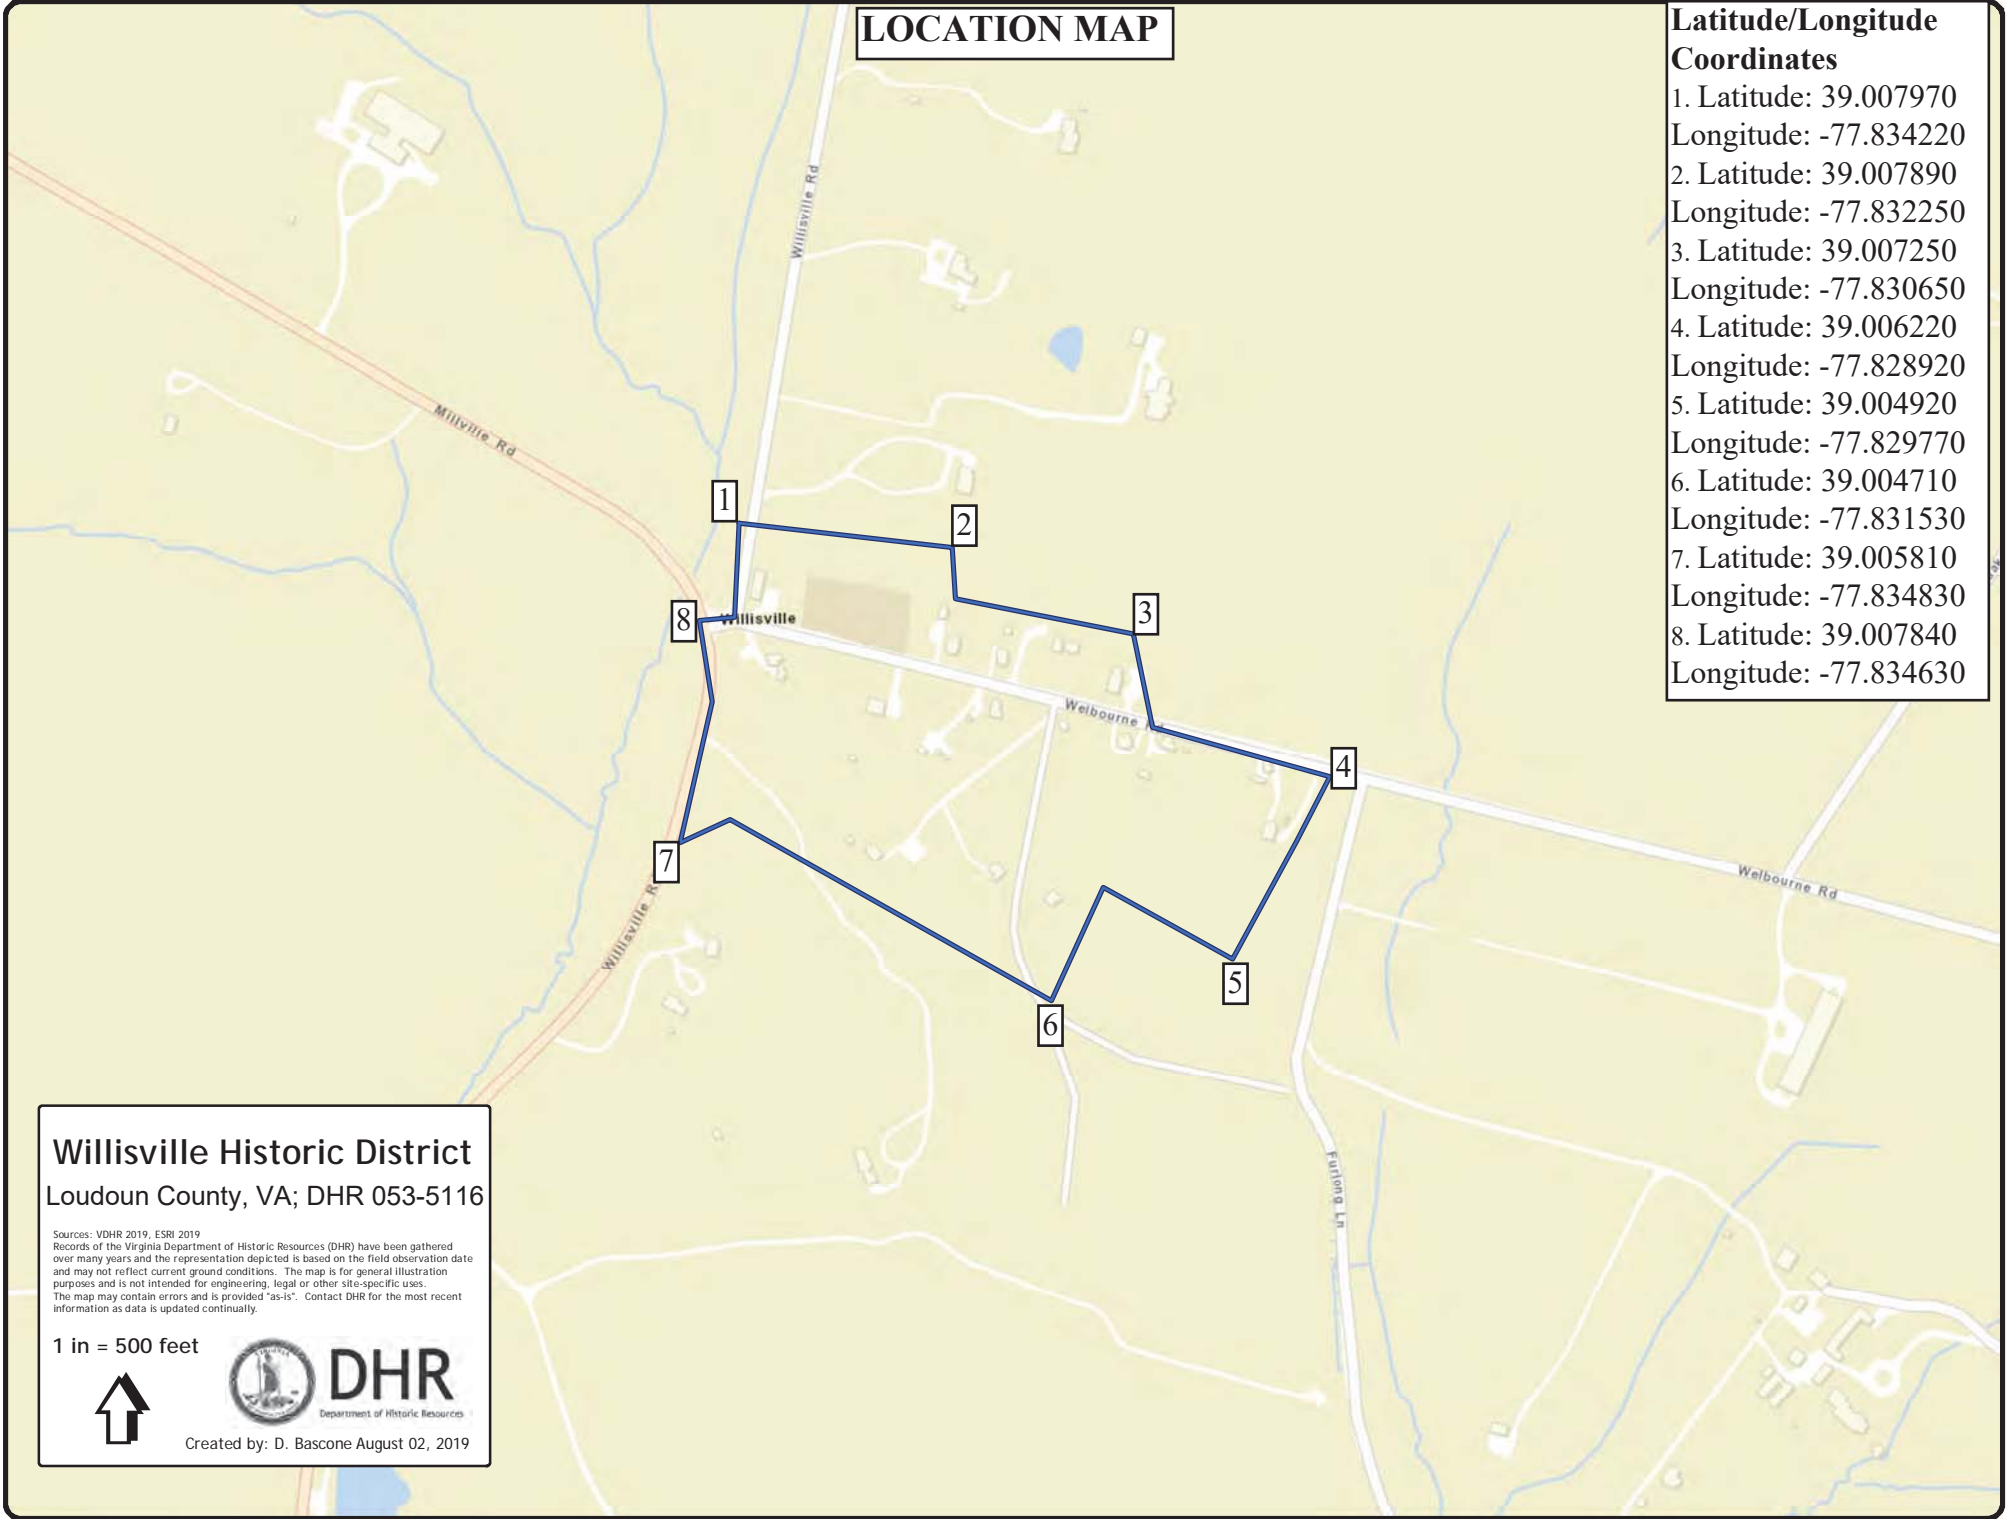 LOCATION MAP
Latitude/Longitude
Coordinates
1. Latitude: 39.007970
Longitude: -77.834220
2. Latitude: 39.007890
Longitude: -77.832250
3. Latitude: 39.007250
Longitude: -77.830650
4. Latitude: 39.006220
Longitude: -77.828920
5. Latitude: 39.004920
Longitude: -77.829770
6. Latitude: 39.004710
Longitude: -77.831530
7. Latitude: 39.005810
Longitude: -77.834830
8. Latitude: 39.007840
Longitude: -77.834630
Willisville Rd
Millville Rd
1
2
3
8
Willisville
Welbourne Rd
4
7
Welbourne Rd
Willisville R
5
6
Furlong Ln
Willisville Historic District
Loudoun County, VA; DHR 053-5116
Sources: VDHR 2019, ESRI 2019
Records of the Virginia Department of Historic Resources (DHR) have been gathered
over many years and the representation depicted is based on the field observation date
and may not reflect current ground conditions. The map is for general illustration
purposes and is not intended for engineering, legal or other site-specific uses.
The map may contain errors and is provided "as-is". Contact DHR for the most recent
information as data is updated continually.
1 in = 500 feet
VIRGINIA
DHR
Department of Historic Resources
Created by: D. Bascone August 02, 2019